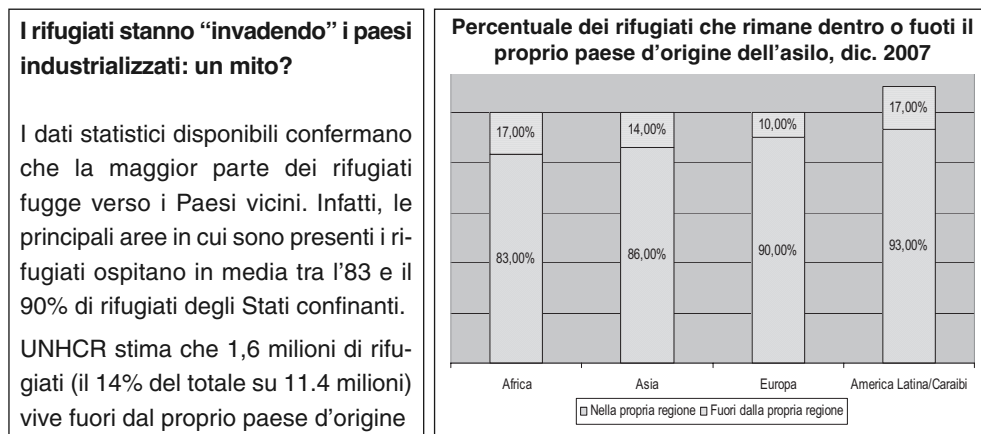 I rifugiati stanno “invadendo” i paesi
industrializzati: un mito?
I dati statistici disponibili confermano
che la maggior parte dei rifugiati
fugge verso i Paesi vicini. Infatti, le
principali aree in cui sono presenti i ri-
fugiati ospitano in media tra l'83 e il
90% di rifugiati degli Stati confinanti.
UNHCR stima che 1,6 milioni di rifu-
giati (il 14% del totale su 11.4 milioni)
vive fuori dal proprio paese d'origine
Percentuale dei rifugiati che rimane dentro o fuoti il
proprio paese d'origine dell'asilo, dic. 2007
17,00% 14,00% 10,00% 17,00%
83,00% 86,00% 90,00% 93,00%
Africa Asia Europa America Latina/Caraibi
Nella propria regione Fuori dalla propria regione